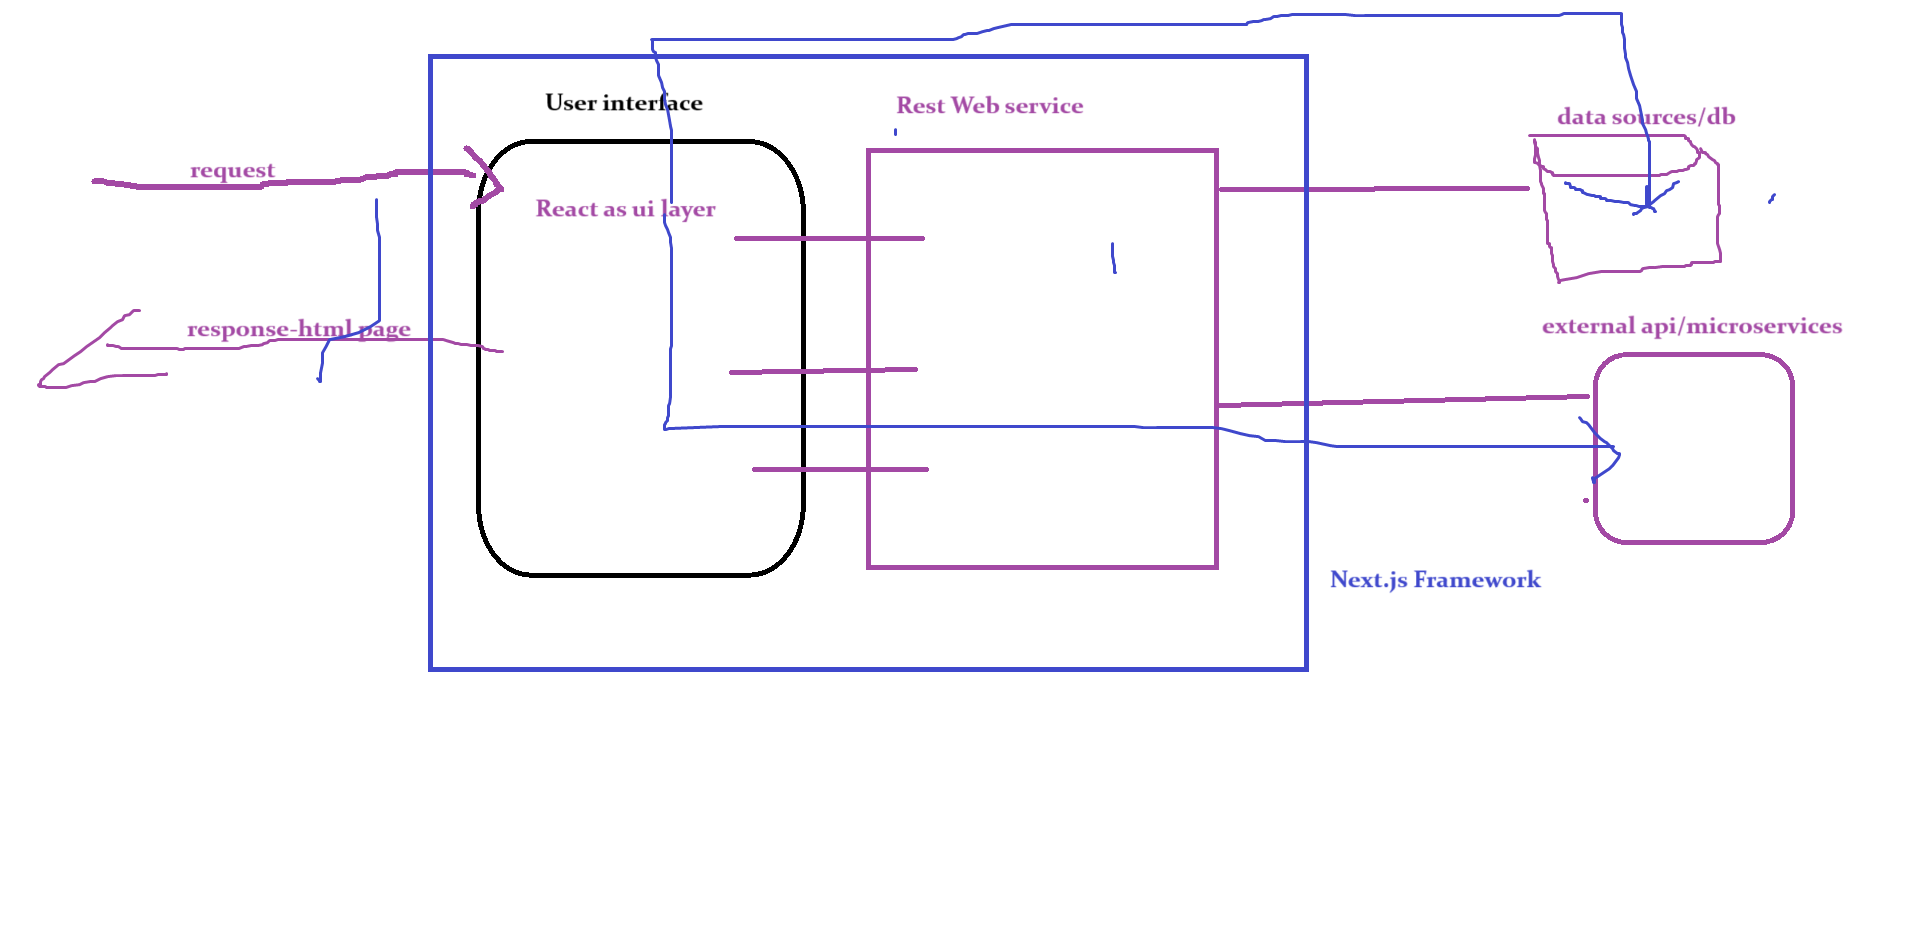 User interface
Rest Web service
data sources/db
request
React as ui layer
response-html page
external api/microservices
Next.js Framework